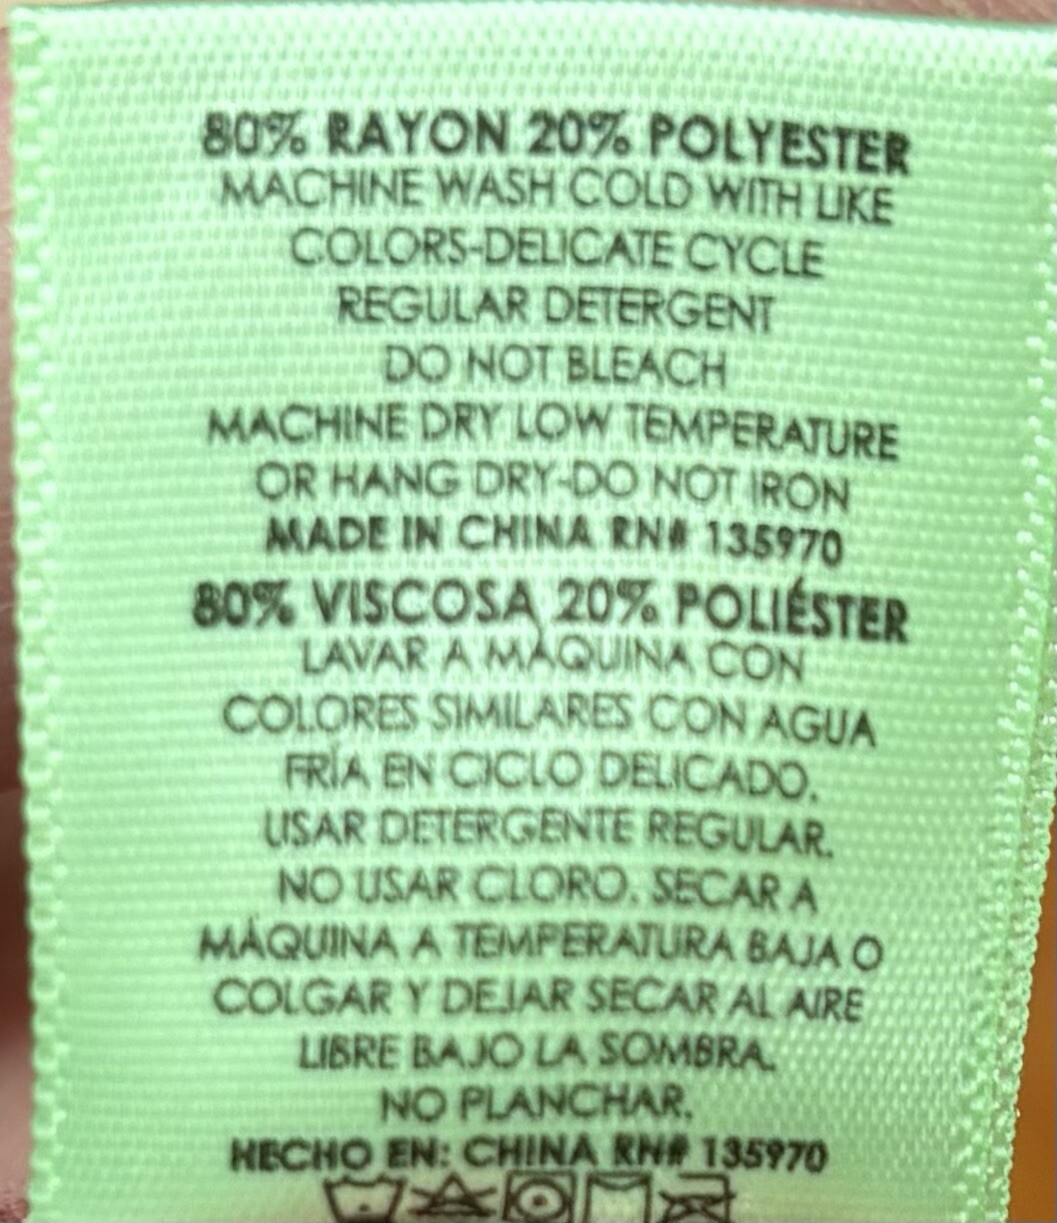 80% RAYON 20% POLYESTER
MACHINE WASH COLD WITH LIKE
COLORS-DELICATE CYCLE
REGULAR DETERGENT
DO NOT BLEACH
MACHINE DRY LOW TEMPERATURE
OR HANG DRY-DO NOT IRON
MADE IN CHINA RN# 135970
80% VISCOSA 20% POLIÉSTER
LAVAR A MÁQUINA CON
COLORES SIMILARES CON AGUA
FRÍA EN CICLO DELICADO.
USAR DETERGENTE REGULAR.
NO USAR CLORO. SECAR A
MÁQUINA A TEMPERATURA BAJA O
COLGAR Y DEJAR SECAR AL AIRE
LIBRE BAJO LA SOMBRA.
NO PLANCHAR.
HECHO EN: CHINA RN# 135970